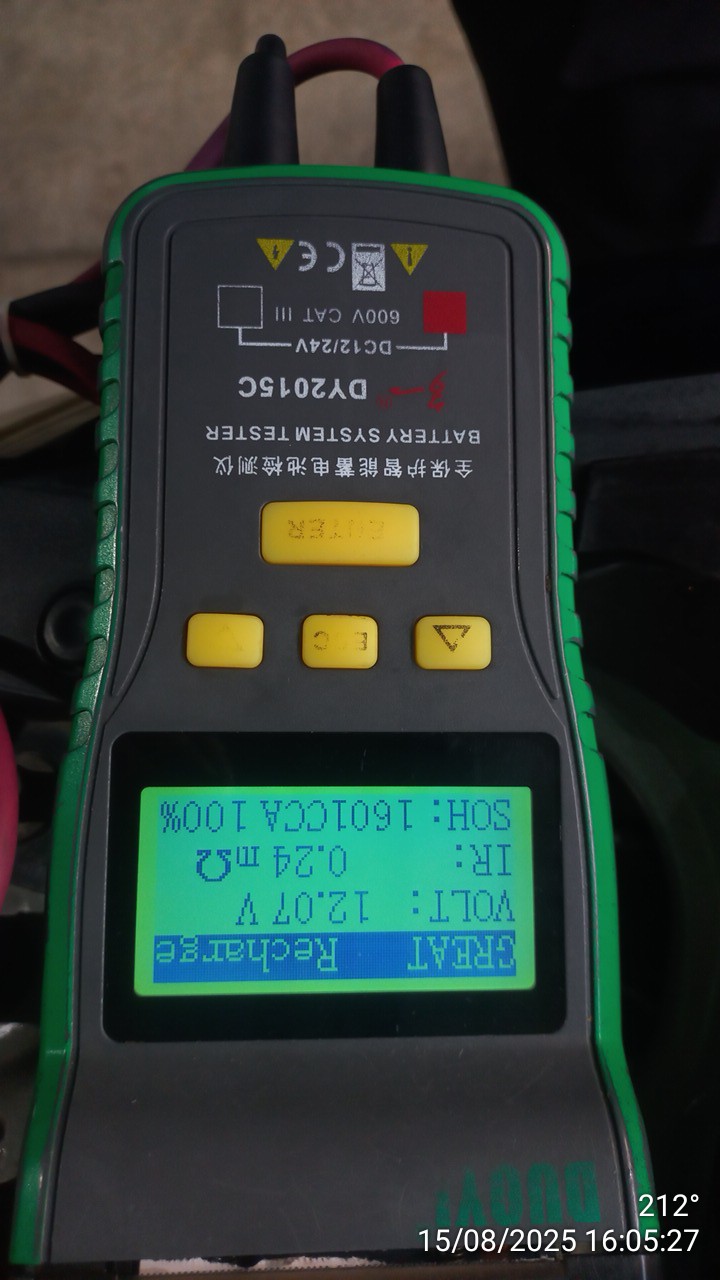 DUOYI
GREAT Recharge
VOLT: 12.07 V
IR: 0.24 mΩ
SOH: 1601CCA 100%
ENTER
全保护智能蓄电池检测仪
BATTERY SYSTEM TESTER
DY2015C
DC12/24V
600V CAT III
CE
212°
15/08/2025 16:05:27